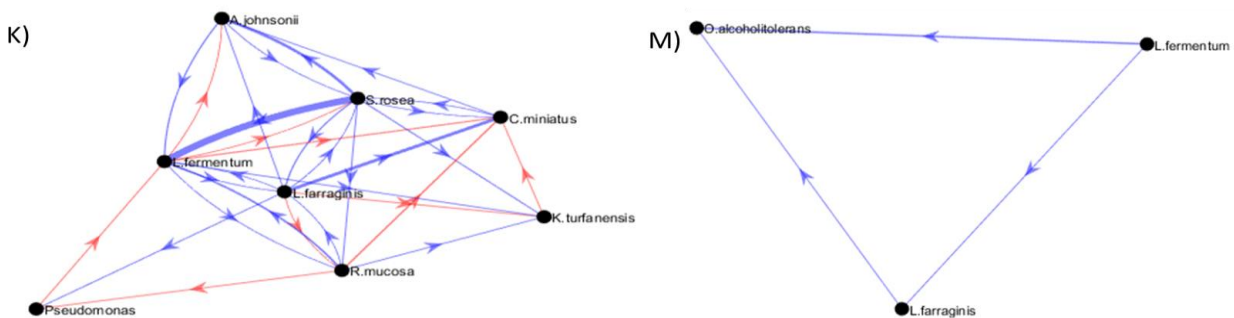 K)
A.johnsonii
S.rosea
C.miniatus
L.fermentum
L.farraginis
K.turfanensis
R.mucosa
Pseudomonas
M)
O.alcoholitolerans
L.fermentum
L.farraginis